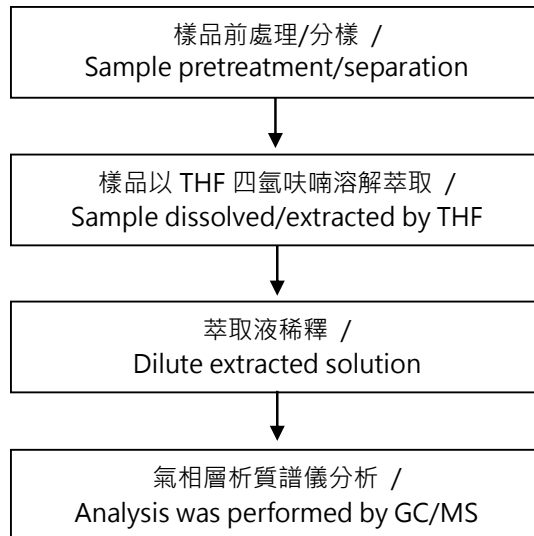 樣品前處理/分樣 /
Sample pretreatment/separation
樣品以 THF 四氫呋喃溶解萃取 /
Sample dissolved/extracted by THF
萃取液稀釋 /
Dilute extracted solution
氣相層析質譜儀分析 /
Analysis was performed by GC/MS